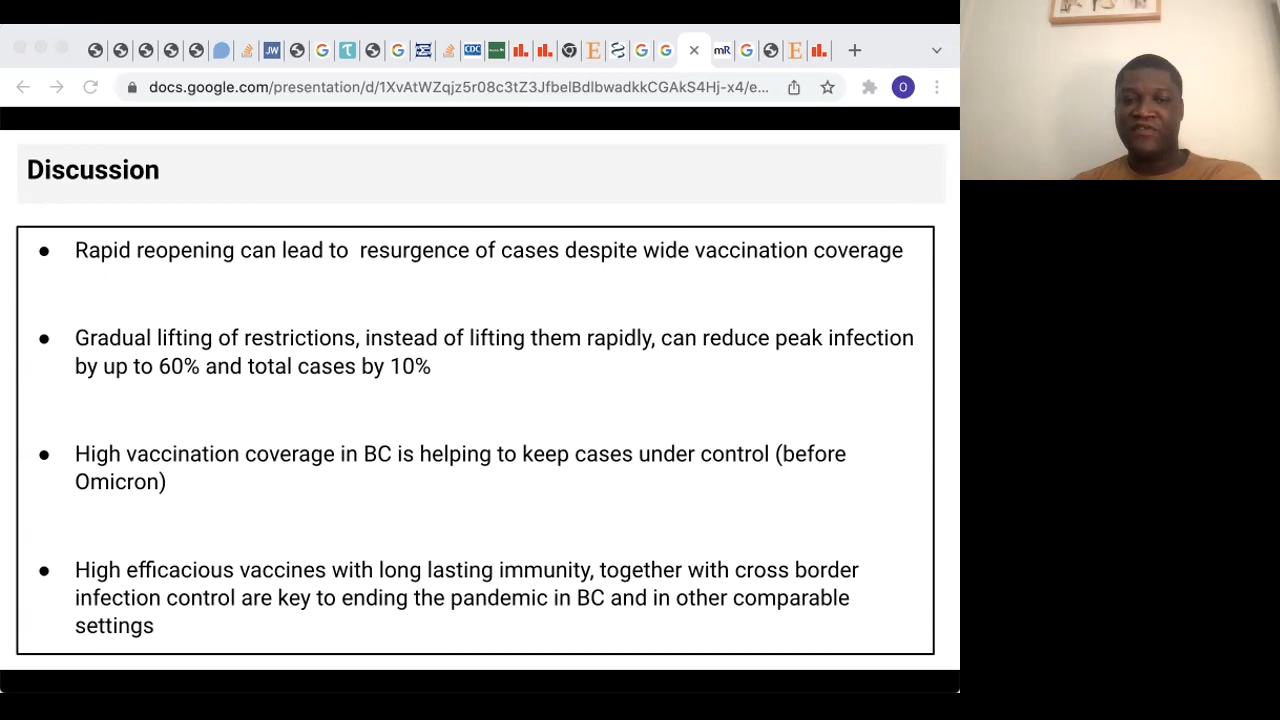 JW
G
G
CDC
E
G
G
mR
G
E
docs.google.com/presentation/d/1XvAtWZqjz5r08c3tZ3JfbelBdlbwadkkCGAkS4Hj-x4/e...
O
Discussion
● Rapid reopening can lead to resurgence of cases despite wide vaccination coverage
● Gradual lifting of restrictions, instead of lifting them rapidly, can reduce peak infection
by up to 60% and total cases by 10%
● High vaccination coverage in BC is helping to keep cases under control (before
Omicron)
● High efficacious vaccines with long lasting immunity, together with cross border
infection control are key to ending the pandemic in BC and in other comparable
settings